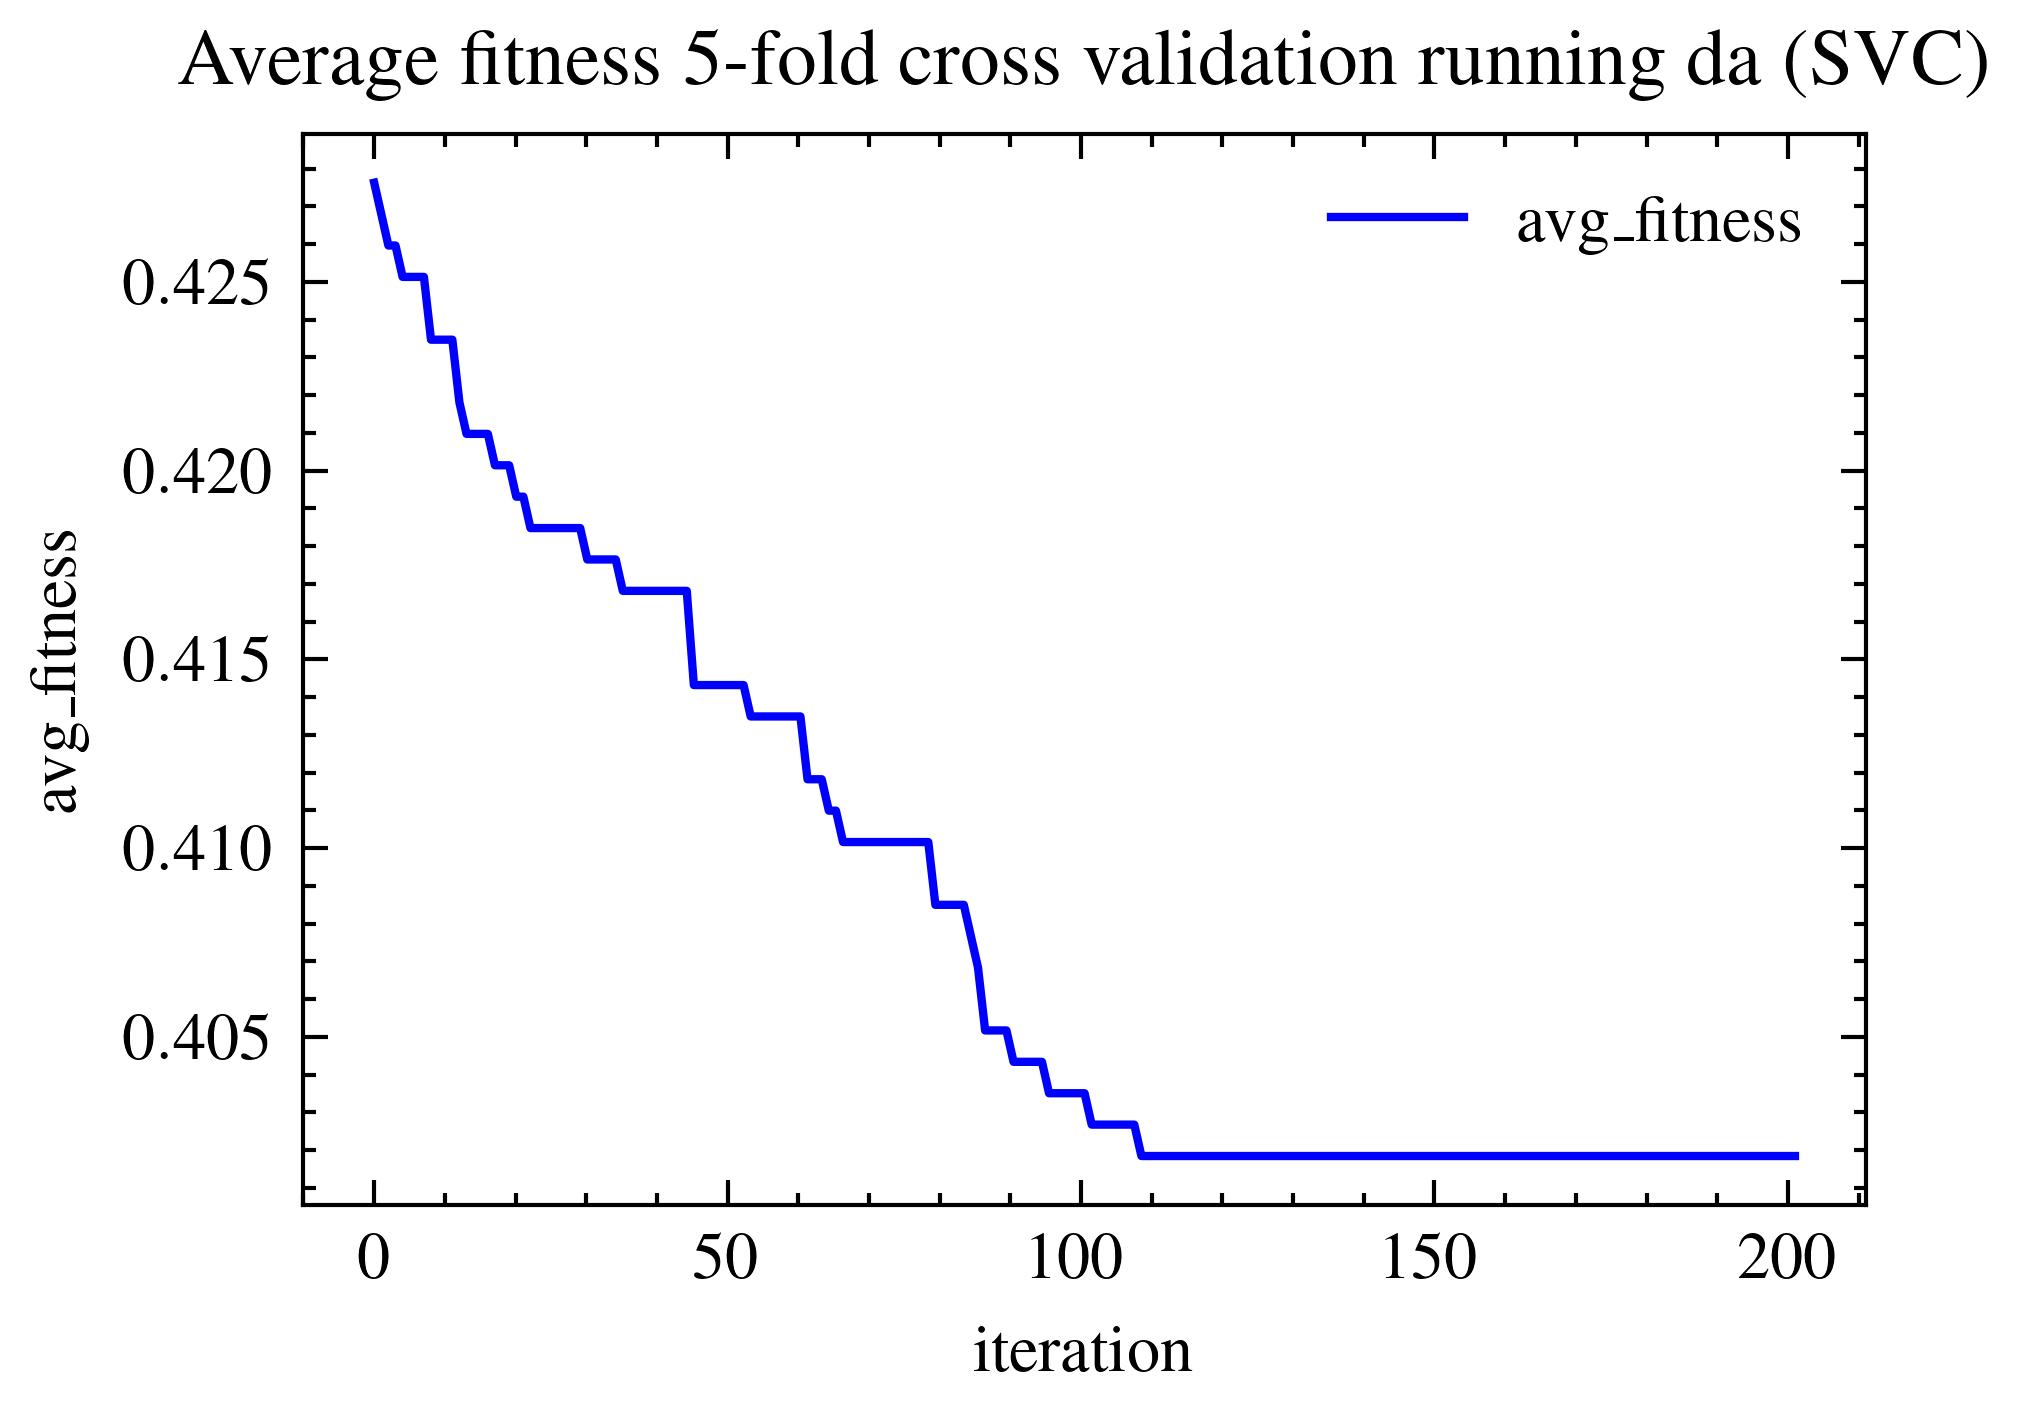 Average fitness 5-fold cross validation running da (SVC)
avg_fitness
0.425
0.420
0.415
0.410
0.405
avg_fitness
0 50 100 150 200
iteration